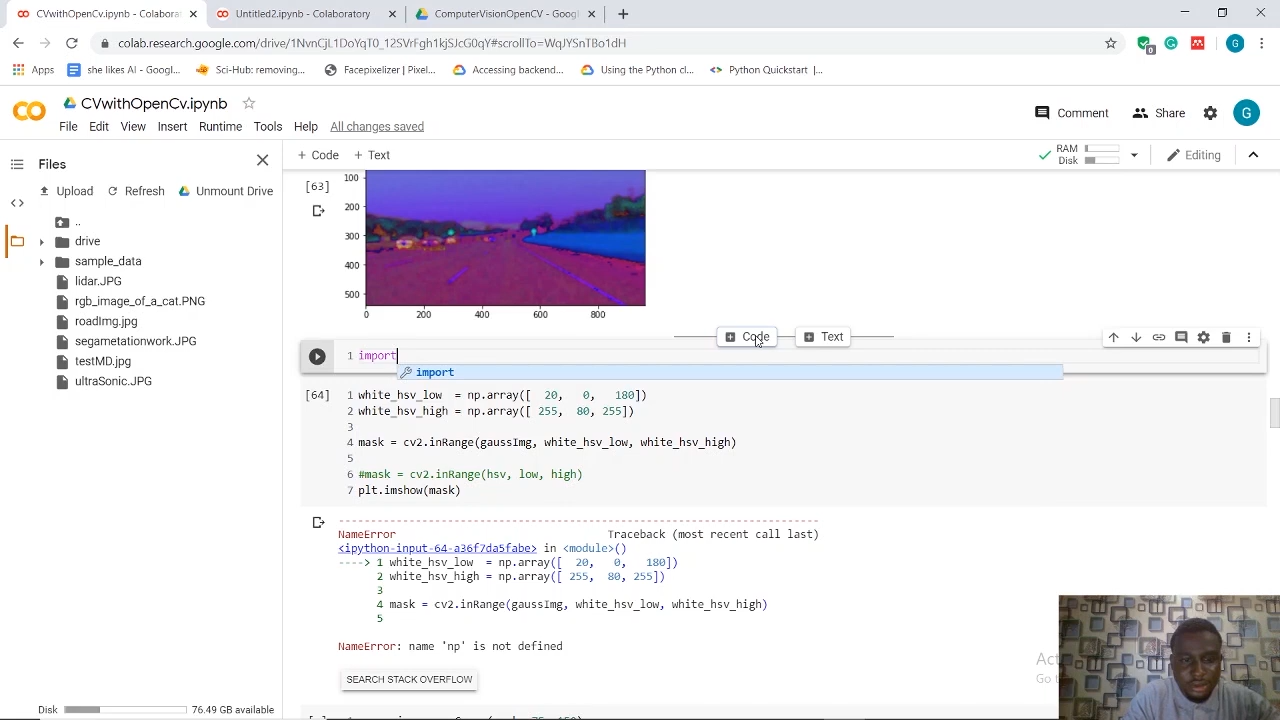 CVwithOpenCv.ipynb - Colaborat
Untitled2.ipynb - Colaboratory
ComputerVisionOpenCV - Goog
colab.research.google.com/drive/1NvnCjL1DoYqT0_12SVrFgh1kjSJcG0qY#scrollTo=WqJYSnTBo1dH
0
G
Apps
she likes AI - Googl...
Sci-Hub: removing...
Facepixelizer | Pixel...
Accessing backend...
Using the Python cl...
Python Quickstart |...
CO
CVwithOpenCv.ipynb
Comment
Share
G
File Edit View Insert Runtime Tools Help All changes saved
Files
+ Code + Text
RAM
Disk
Editing
Upload
Refresh
Unmount Drive
..
drive
sample_data
lidar.JPG
rgb_image_of_a_cat.PNG
roadImg.jpg
segametationwork.JPG
testMD.jpg
ultraSonic.JPG
Disk
76.49 GB available
[63]
100
200
300
400
500
0 200 400 600 800
Code
Text
1 import
import
[64]
1 white_hsv_low  = np.array([  20,   0,   180])
2 white_hsv_high = np.array([ 255,  80, 255])
3
4 mask = cv2.inRange(gaussImg, white_hsv_low, white_hsv_high)
5
6 #mask = cv2.inRange(hsv, low, high)
7 plt.imshow(mask)
---------------------------------------------------------------------------
NameError                                 Traceback (most recent call last)
<ipython-input-64-a36f7da5fabe> in <module>()
----> 1 white_hsv_low  = np.array([  20,   0,   180])
2 white_hsv_high = np.array([ 255,  80, 255])
3
4 mask = cv2.inRange(gaussImg, white_hsv_low, white_hsv_high)
5
NameError: name 'np' is not defined
SEARCH STACK OVERFLOW